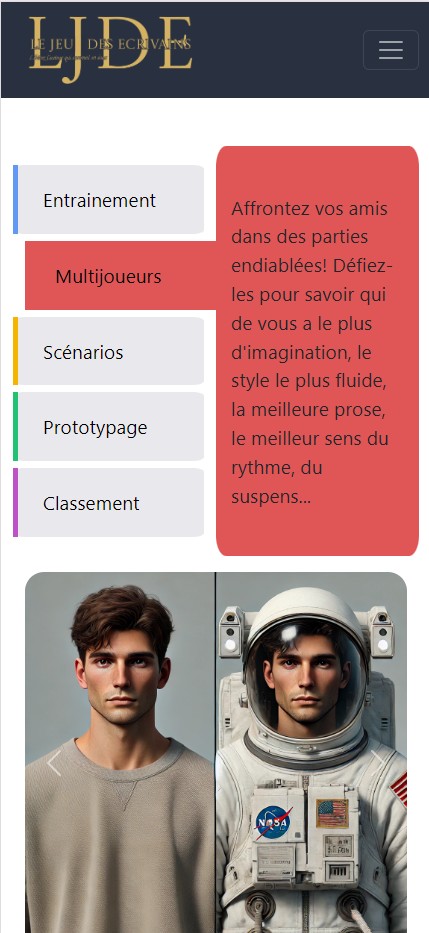 LJDE
LE JEU DES ECRIVAINS
Entrainement
Multijoueurs
Scénarios
Prototypage
Classement
Affrontez vos amis
dans des parties
endiablées! Défiez-
les pour savoir qui
de vous a le plus
d'imagination, le
style le plus fluide,
la meilleure prose,
le meilleur sens du
rythme, du
suspens...
NASA